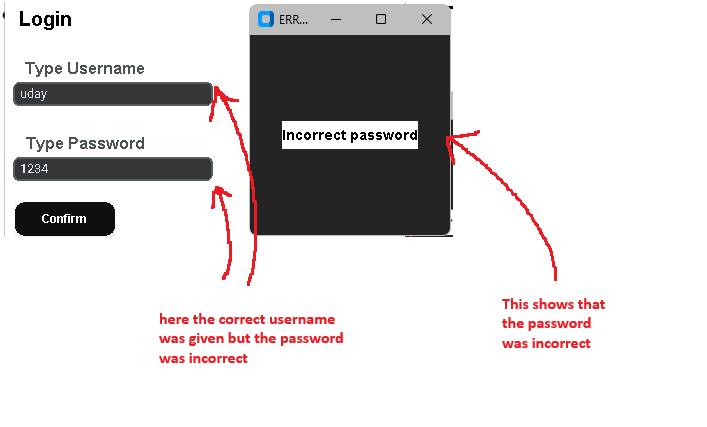 Login
ERR...
Type Username
uday
Incorrect password
Type Password
1234
Confirm
here the correct username
was given but the password
was incorrect
This shows that
the password
was incorrect